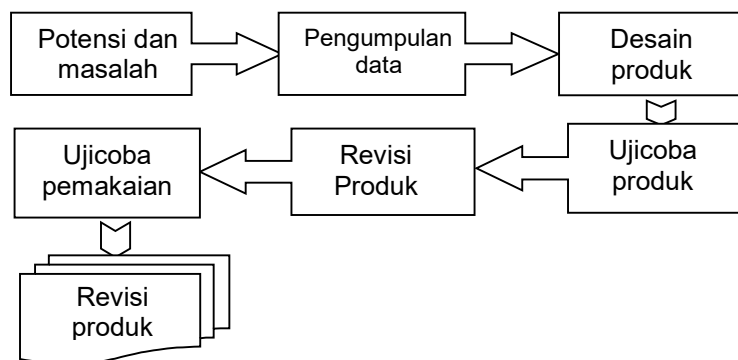 Potensi dan
masalah
Pengumpulan
data
Desain
produk
Ujicoba
produk
Revisi
Produk
Ujicoba
pemakaian
Revisi
produk